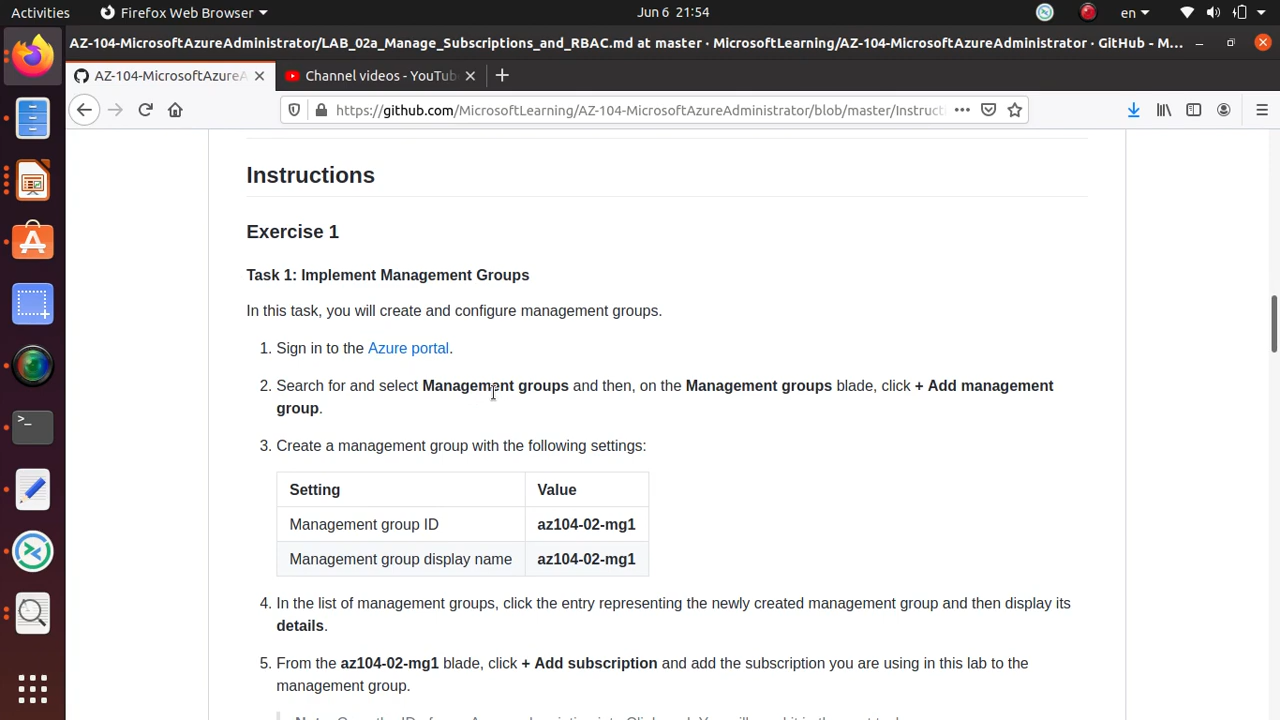 Activities
Firefox Web Browser
Jun 6 21:54
en
AZ-104-MicrosoftAzureAdministrator/LAB_02a_Manage_Subscriptions_and_RBAC.md at master · MicrosoftLearning/AZ-104-MicrosoftAzureAdministrator · GitHub - M...
AZ-104-MicrosoftAzureA
Channel videos - YouTub
https://github.com/MicrosoftLearning/AZ-104-MicrosoftAzureAdministrator/blob/master/Instruct
Instructions
Exercise 1
Task 1: Implement Management Groups
In this task, you will create and configure management groups.
1. Sign in to the Azure portal.
2. Search for and select Management groups and then, on the Management groups blade, click + Add management
group.
3. Create a management group with the following settings:
Setting Value
Management group ID az104-02-mg1
Management group display name az104-02-mg1
4. In the list of management groups, click the entry representing the newly created management group and then display its
details.
5. From the az104-02-mg1 blade, click + Add subscription and add the subscription you are using in this lab to the
management group.